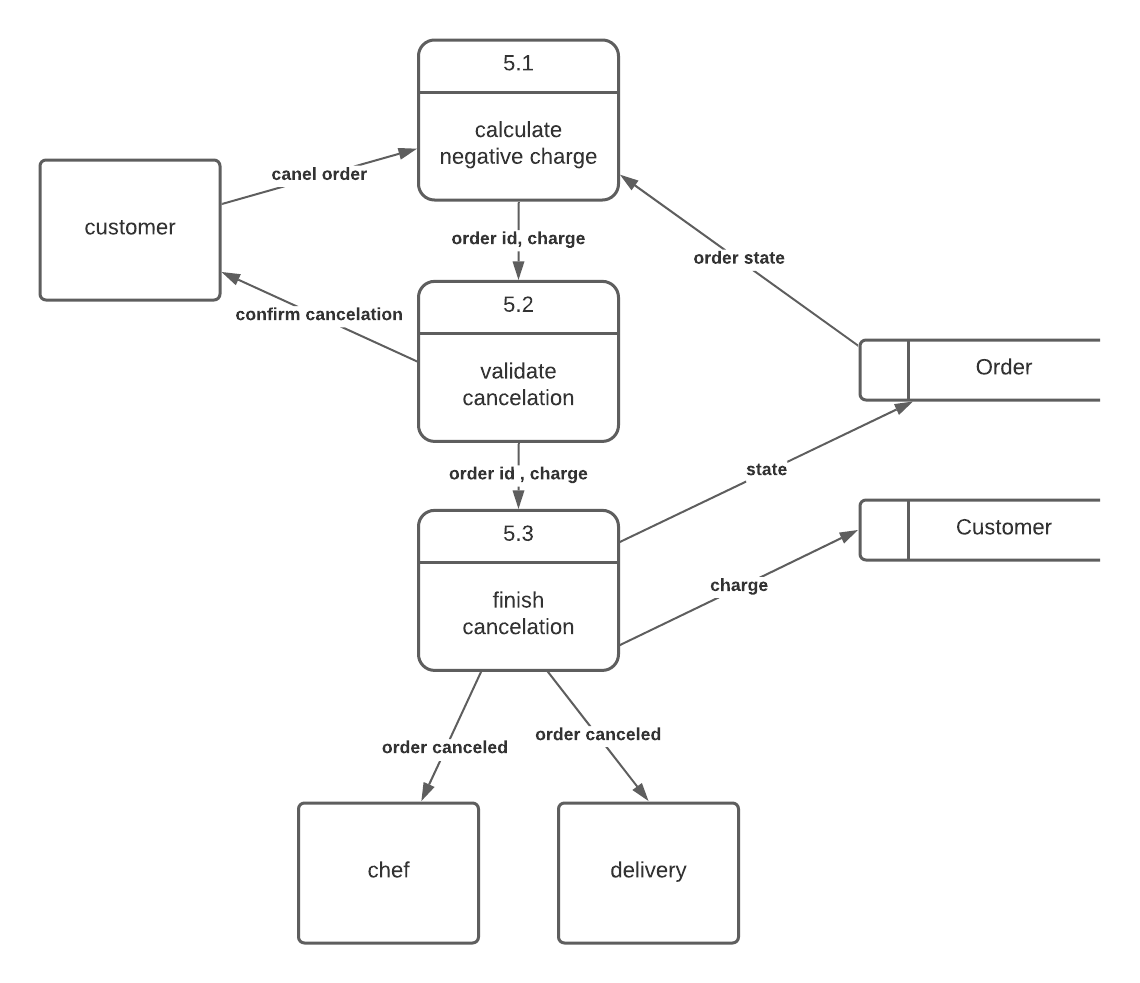 5.1
calculate
negative charge
canel order
customer
order id, charge
order state
5.2
confirm cancelation
validate
cancelation
Order
order id , charge
state
5.3
Customer
finish
cancelation
charge
order canceled
order canceled
chef
delivery